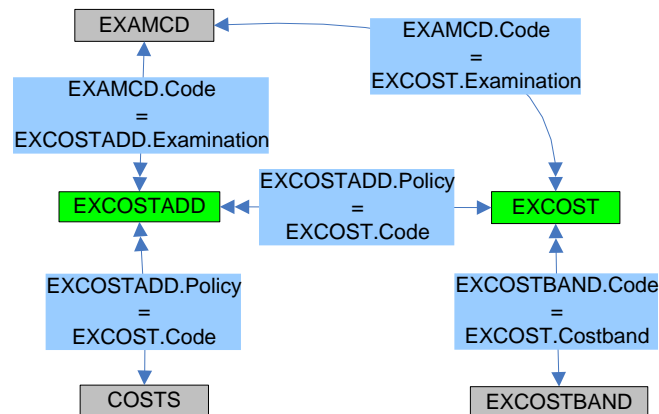 EXAMCD
EXAMCD.Code
=
EXCOST.Examination
EXAMCD.Code
=
EXCOSTADD.Examination
EXCOSTADD
EXCOSTADD.Policy
=
EXCOST.Code
EXCOST
EXCOSTADD.Policy
=
EXCOST.Code
EXCOSTBAND.Code
=
EXCOST.Costband
COSTS
EXCOSTBAND